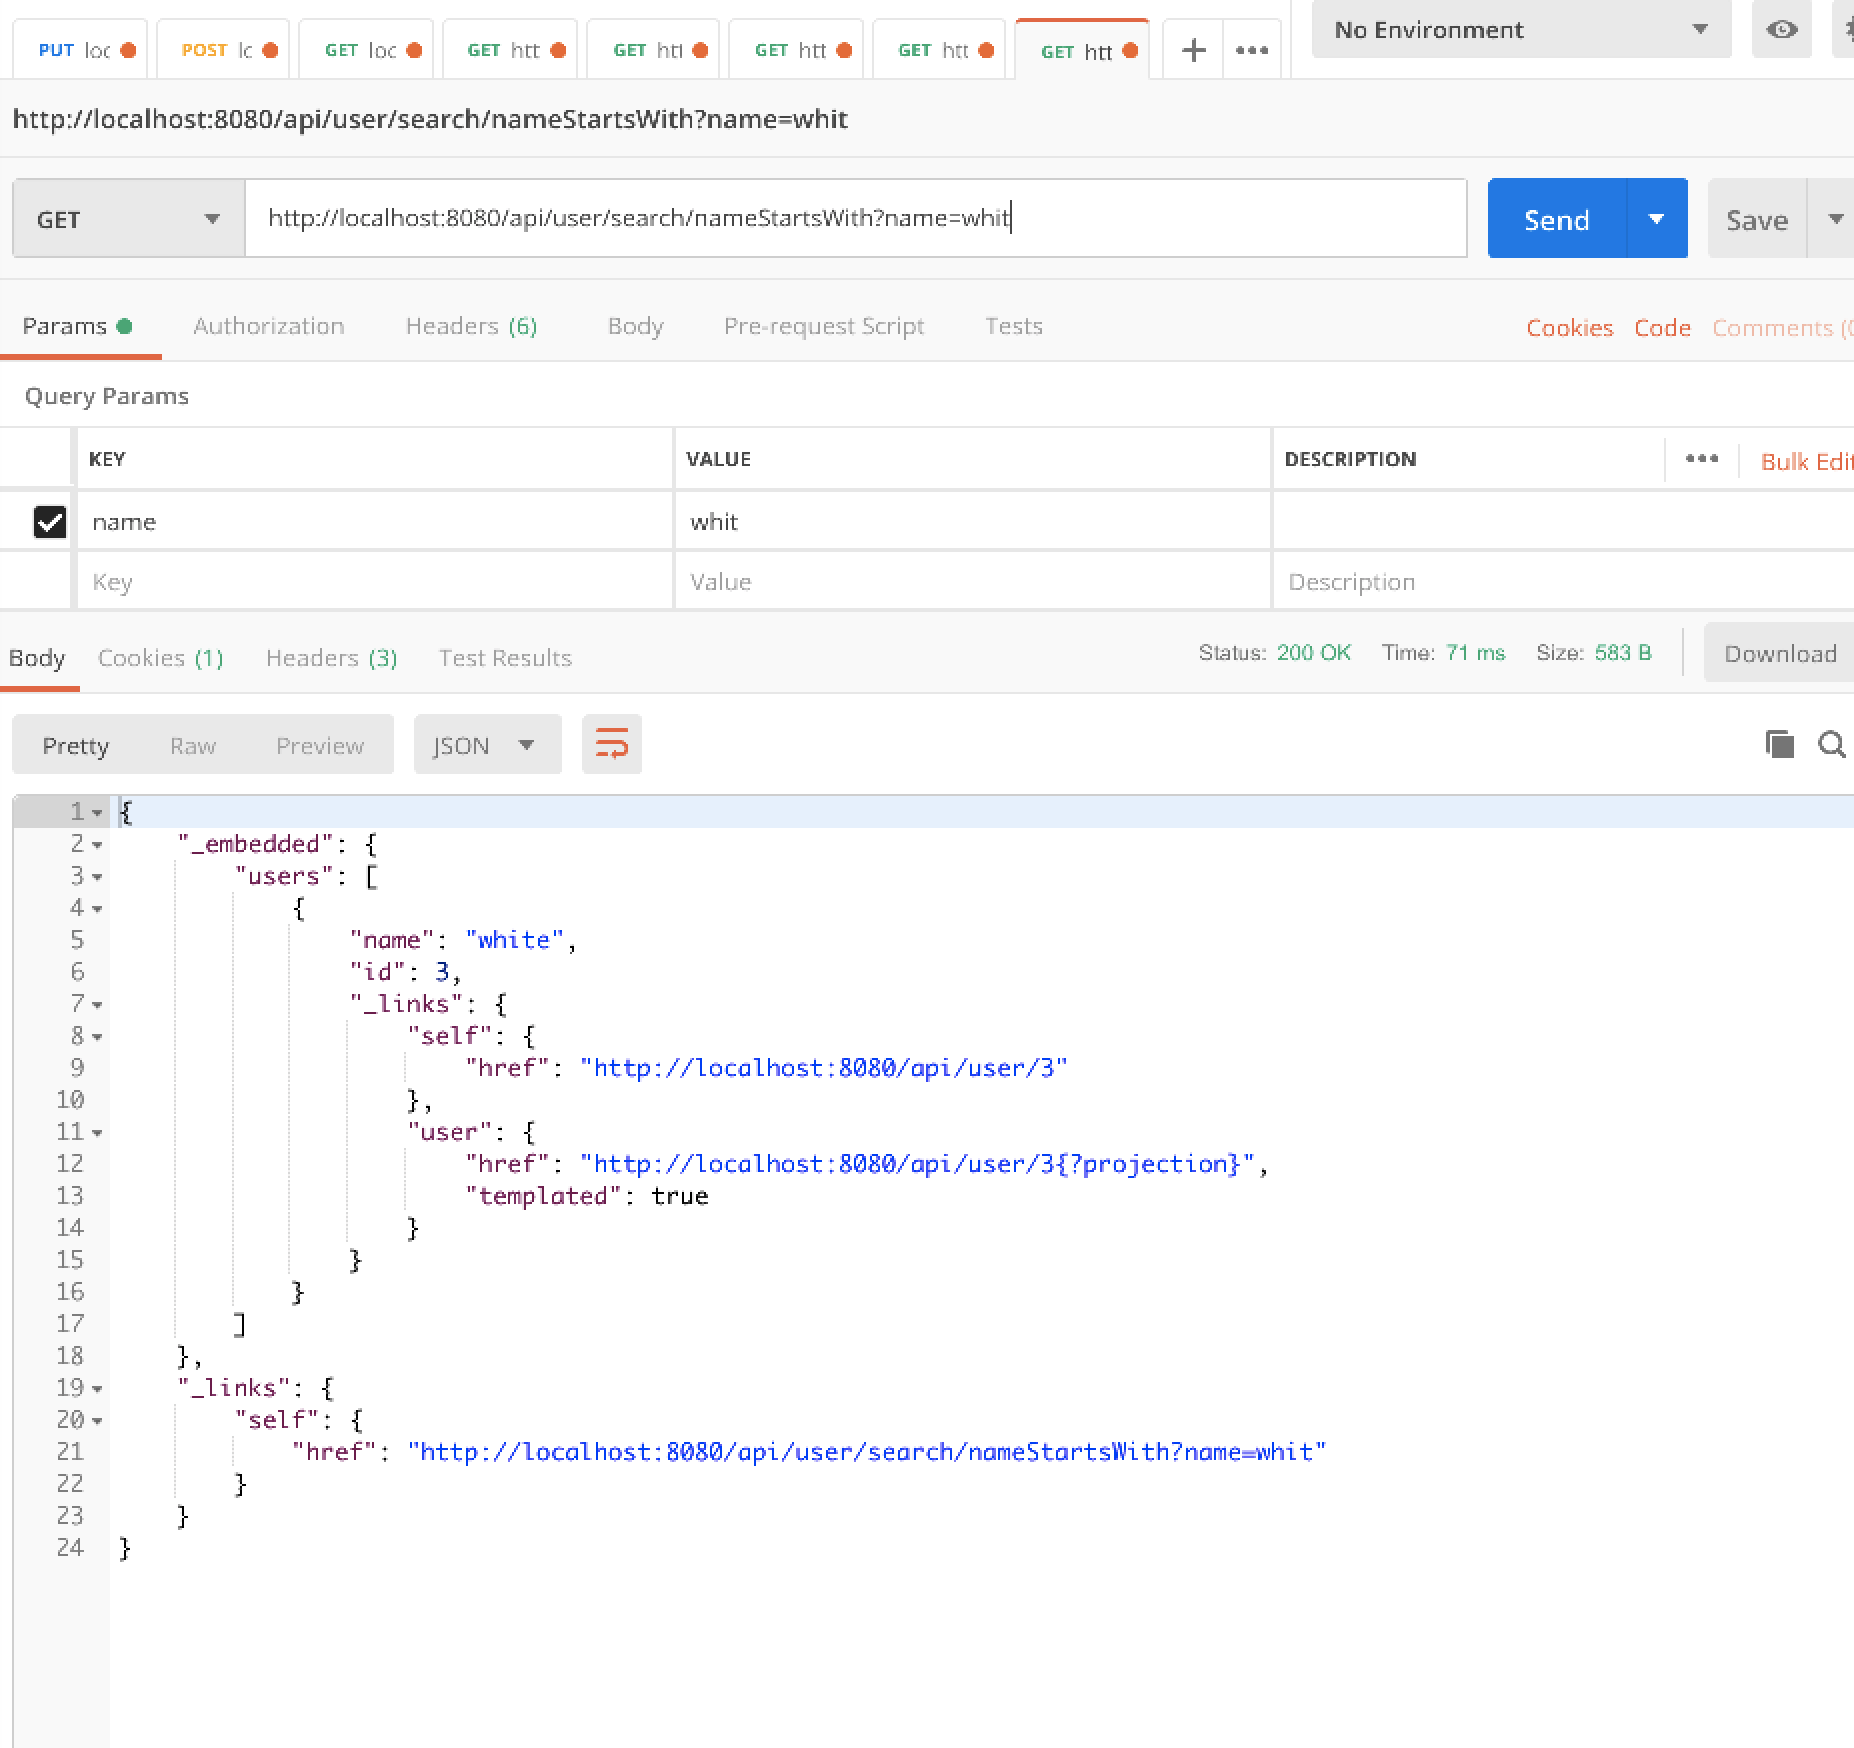 PUT loc POST lc GET loc GET htt GET htt GET htt GET htt GET htt No Environment
http://localhost:8080/api/user/search/nameStartsWith?name=whit
GET http://localhost:8080/api/user/search/nameStartsWith?name=whit Send Save
Params Authorization Headers (6) Body Pre-request Script Tests Cookies Code Comments (0
Query Params
KEY VALUE DESCRIPTION Bulk Edit
name whit
Key Value Description
Body Cookies (1) Headers (3) Test Results Status: 200 OK Time: 71 ms Size: 583 B Download
Pretty Raw Preview JSON
1 {
2 "_embedded": {
3 "users": [
4 {
5 "name": "white",
6 "id": 3,
7 "_links": {
8 "self": {
9 "href": "http://localhost:8080/api/user/3"
10 },
11 "user": {
12 "href": "http://localhost:8080/api/user/3{?projection}",
13 "templated": true
14 }
15 }
16 }
17 ]
18 },
19 "_links": {
20 "self": {
21 "href": "http://localhost:8080/api/user/search/nameStartsWith?name=whit"
22 }
23 }
24 }